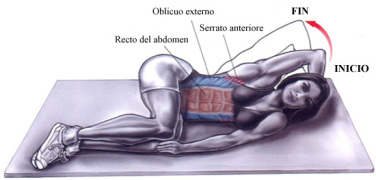 Oblicuo externo
FIN
Serrato anteriore
Recto del abdomen
INICIO